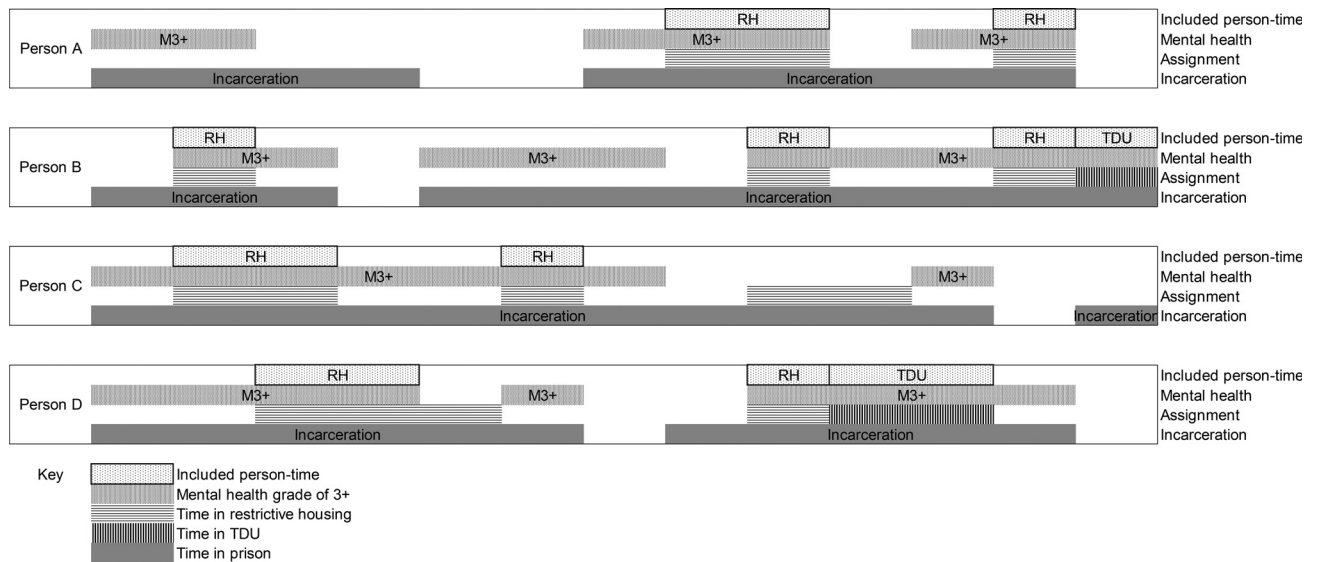 RH RH Included person-time
M3+ M3+ M3+ Mental health
Person A
Assignment
Incarceration Incarceration Incarceration
RH RH RH TDU Included person-time
M3+ M3+ M3+ Mental health
Person B
Assignment
Incarceration Incarceration Incarceration
RH RH Included person-time
M3+ M3+ Mental health
Person C
Assignment
Incarceration Incarceration Incarceration
RH RH TDU Included person-time
M3+ M3+ M3+ Mental health
Person D
Assignment
Incarceration Incarceration Incarceration
Key Included person-time
Mental health grade of 3+
Time in restrictive housing
Time in TDU
Time in prison